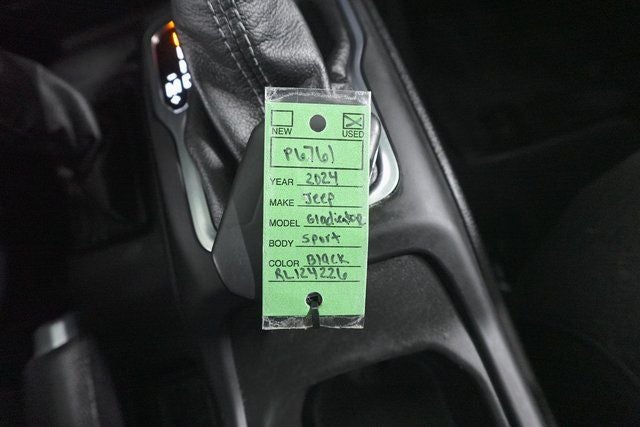 NEW USED
P6761
YEAR 2024
MAKE Jeep
MODEL Gladiator
BODY Sport
COLOR Black
RL124226